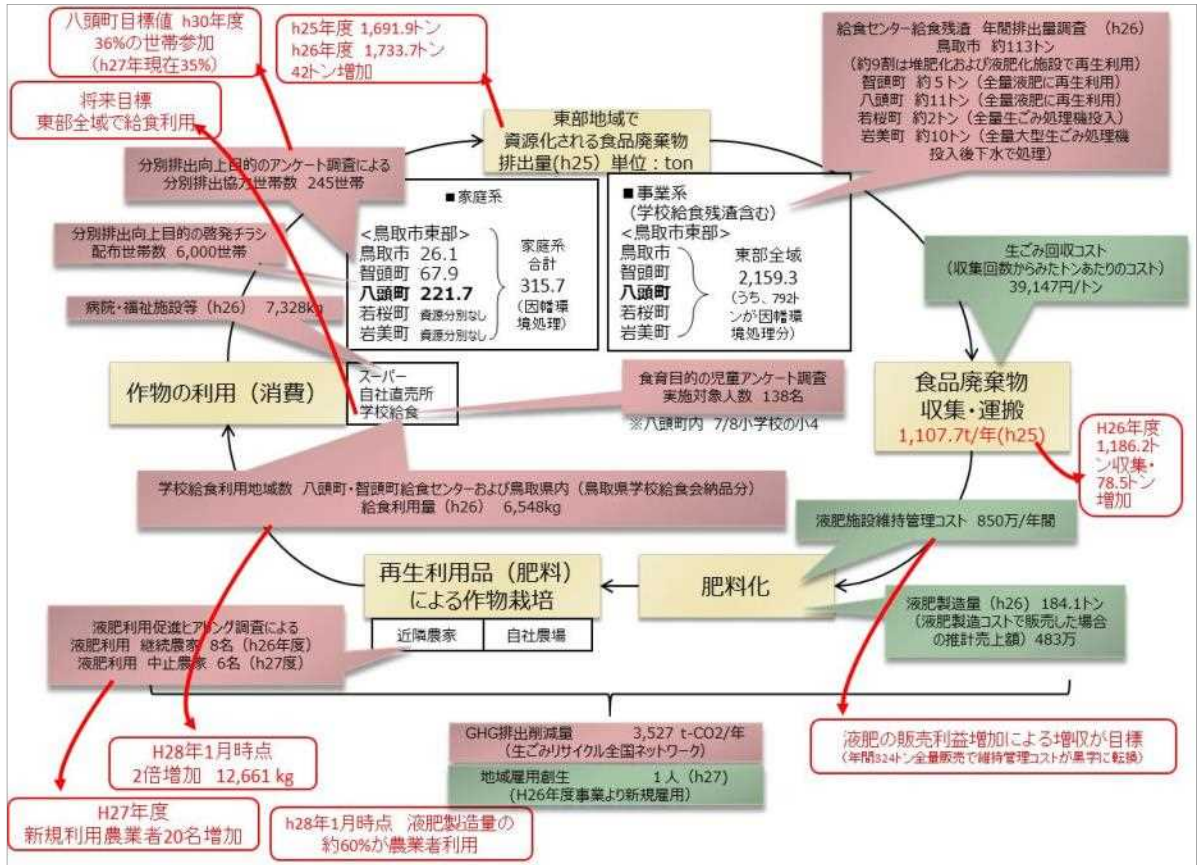 八頭町目標値 h30年度
36%の世帯参加
(h27年現在35%)
h25年度 1,691.9トン
h26年度 1,733.7トン
42トン増加
給食センター給食残渣 年間排出量調査 (h26)
鳥取市 約113トン
(約9割は堆肥化および液肥化施設で再生利用)
智頭町 約5トン(全量液肥に再生利用)
八頭町 約11トン(全量液肥に再生利用)
若桜町 約2トン(全量生ごみ処理機投入)
岩美町 約10トン(全量大型生ごみ処理機
投入後下水で処理)
将来目標
東部全域で給食利用
東部地域で
資源化される食品廃棄物
排出量(h25) 単位:ton
分別排出向上目的のアンケート調査による
分別排出協力世帯数 245世帯
■家庭系
<鳥取市東部>
鳥取市 26.1
智頭町 67.9
八頭町 221.7
若桜町 資源分別なし
岩美町 資源分別なし
家庭系
合計
315.7
(因幡環
境処理)
■事業系
(学校給食残渣含む)
<鳥取市東部>
鳥取市
智頭町
八頭町
若桜町
岩美町
東部全域
2,159.3
(うち、792ト
ンが因幡環
境処理分)
分別排出向上目的の啓発チラシ
配布世帯数 6,000世帯
生ごみ回収コスト
(収集回数からみたトンあたりのコスト)
39,147円/トン
病院・福祉施設等(h26) 7,328kg
作物の利用(消費)
スーパー
自社直売所
学校給食
食育目的の児童アンケート調査
実施対象人数 138名
※八頭町内 7/8小学校の小4
食品廃棄物
収集・運搬
1,107.7t/年(h25)
H26年度
1,186.2ト
ン収集・
78.5トン
増加
学校給食利用地域数 八頭町・智頭町給食センターおよび鳥取県内(鳥取県学校給食会納品分)
給食利用量(h26) 6,548kg
液肥施設維持管理コスト 850万/年間
再生利用品(肥料)
による作物栽培
近隣農家
自社農場
肥料化
液肥製造量(h26) 184.1トン
(液肥製造コストで販売した場合
の推計売上額)483万
液肥利用促進ヒアリング調査による
液肥利用 継続農家 8名(h26年度)
液肥利用 中止農家 6名(h27度)
GHG排出削減量 3,527 t-CO2/年
(生ごみリサイクル全国ネットワーク)
地域雇用創生 1人(h27)
(H26年度事業より新規雇用)
H28年1月時点
2倍増加 12,661 kg
液肥の販売利益増加による増収が目標
(年間324トン全量販売で維持管理コストが黒字に転換)
H27年度
新規利用農業者20名増加
h28年1月時点 液肥製造量の
約60%が農業者利用